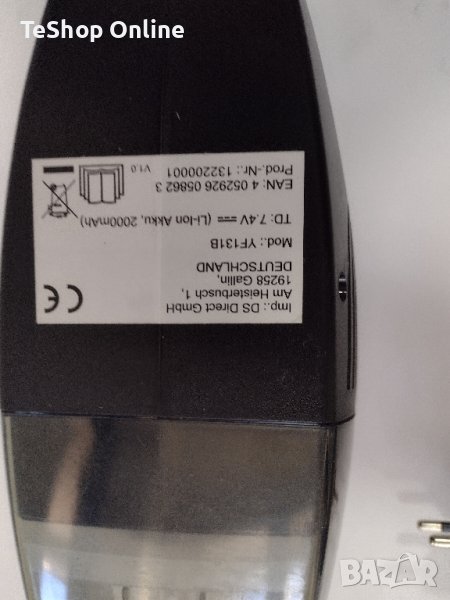 TeShop Online
Imp.: DS Direct GmbH
Am Heisterbusch 1,
19258 Gallin,
DEUTSCHLAND
Mod.: YF131B
TD: 7.4V ⎓ (Li-Ion Akku, 2000mAh)
EAN: 4 052926 05862 3
Prod.-Nr.: 132200001
V1.0
CE
BAZAR